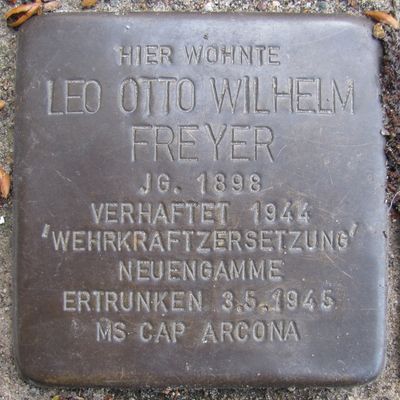 HIER WOHNTE
LEO OTTO WILHELM
FREYER
JG. 1898
VERHAFTET 1944
'WEHRKRAFTZERSETZUNG'
NEUENGAMME
ERTRUNKEN 3.5.1945
MS CAP ARCONA